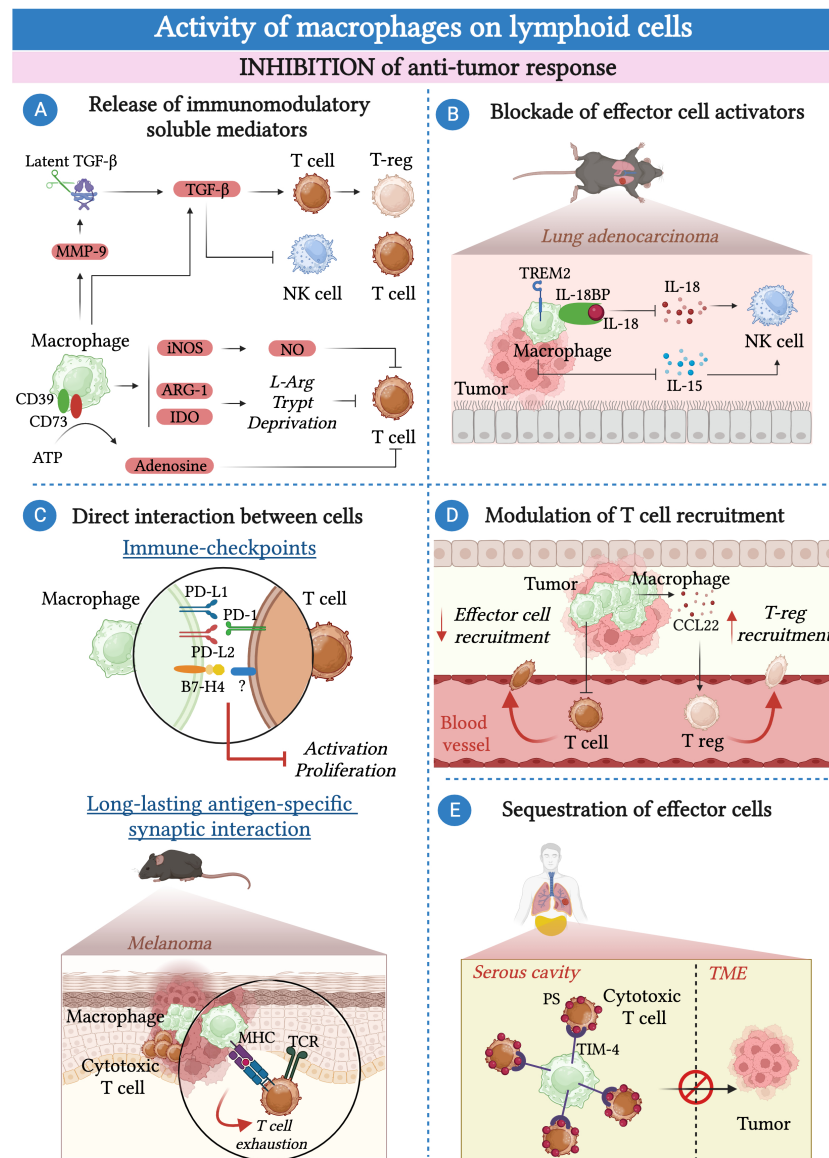 Activity of macrophages on lymphoid cells
INHIBITION of anti-tumor response
A
Release of immunomodulatory
soluble mediators
Latent TGF-β
TGF-β
T cell
T-reg
MMP-9
NK cell
T cell
Macrophage
iNOS
NO
CD39
CD73
ARG-1
IDO
L-Arg
Trypt
Deprivation
T cell
ATP
Adenosine
B
Blockade of effector cell activators
Lung adenocarcinoma
TREM2
IL-18BP
IL-18
IL-18
NK cell
Macrophage
IL-15
Tumor
C
Direct interaction between cells
Immune-checkpoints
Macrophage
T cell
PD-L1
PD-1
PD-L2
B7-H4
?
Activation
Proliferation
Long-lasting antigen-specific
synaptic interaction
Melanoma
Macrophage
MHC
TCR
Cytotoxic
T cell
T cell
exhaustion
D
Modulation of T cell recruitment
Tumor
Macrophage
Effector cell
recruitment
CCL22
T-reg
recruitment
Blood
vessel
T cell
T reg
E
Sequestration of effector cells
Serous cavity
TME
PS
Cytotoxic
T cell
TIM-4
Tumor